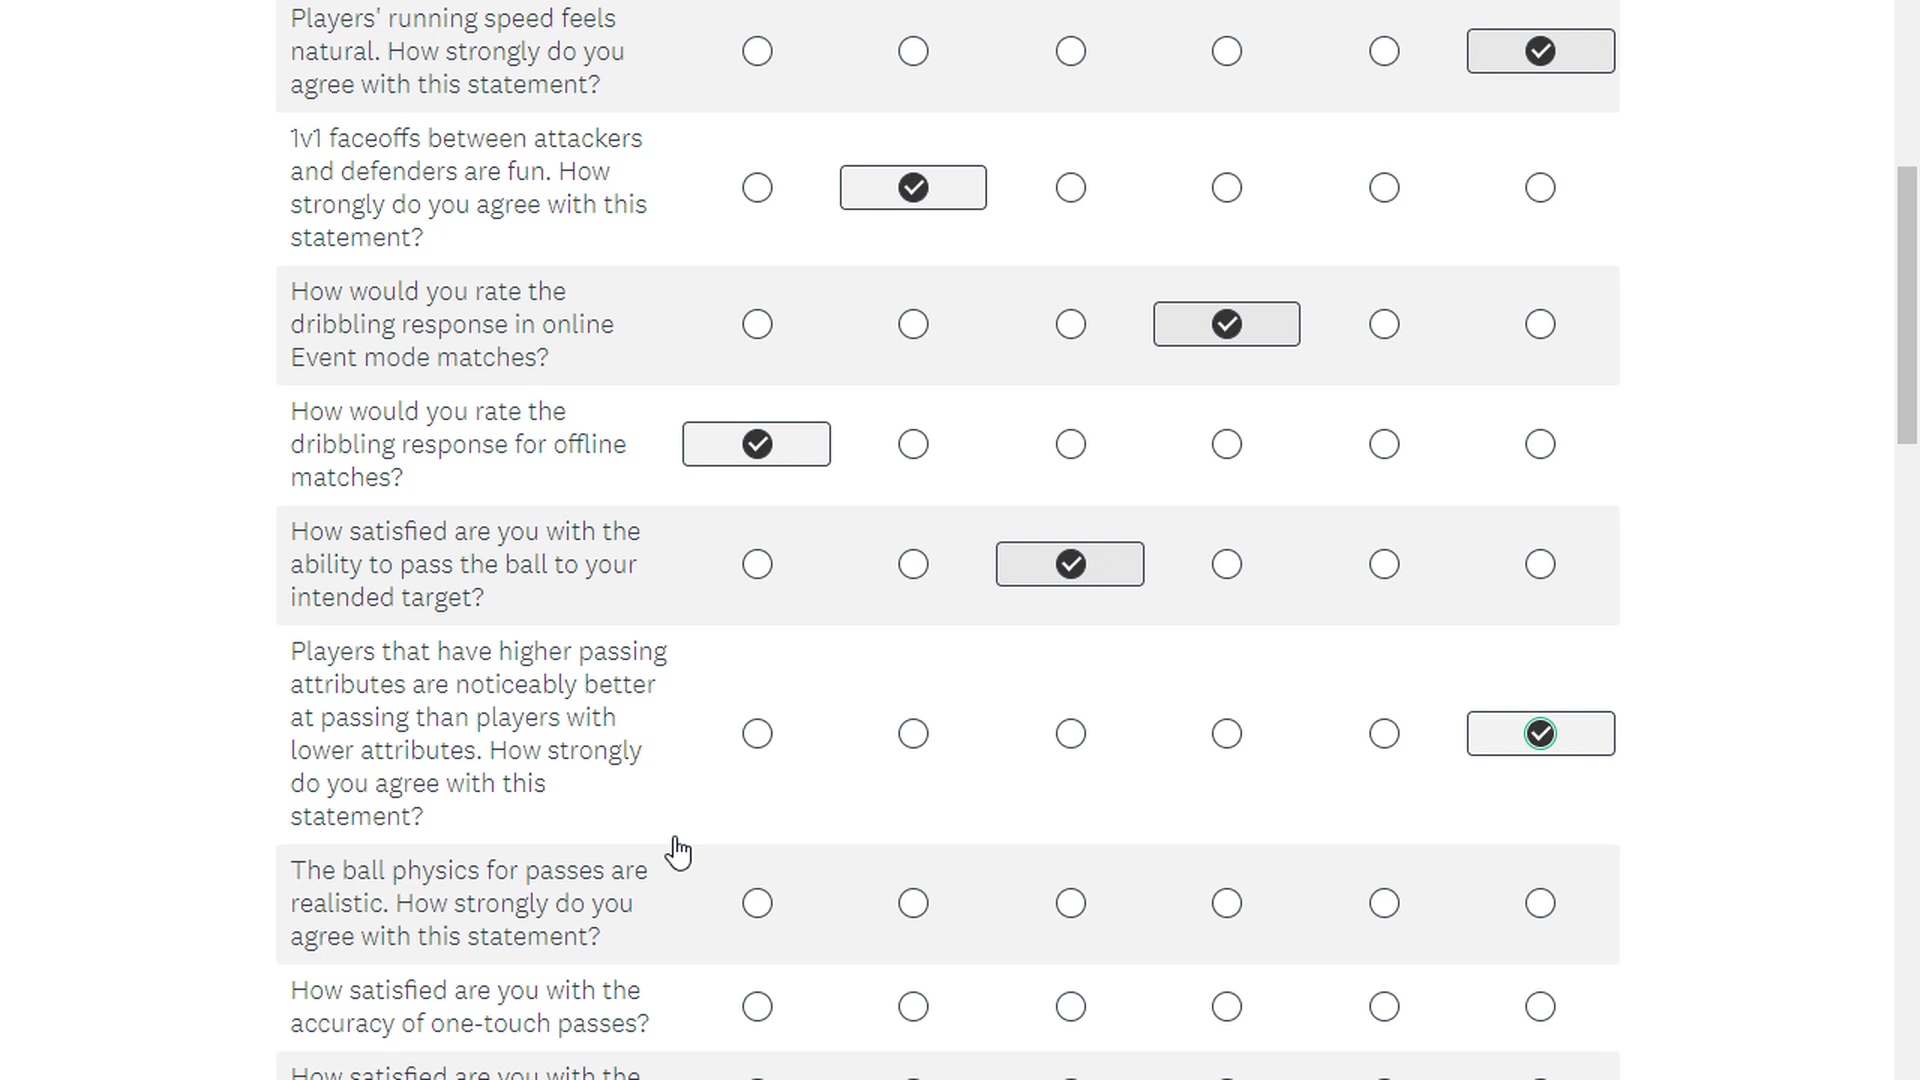 Players' running speed feels
natural. How strongly do you
agree with this statement?
1v1 faceoffs between attackers
and defenders are fun. How
strongly do you agree with this
statement?
How would you rate the
dribbling response in online
Event mode matches?
How would you rate the
dribbling response for offline
matches?
How satisfied are you with the
ability to pass the ball to your
intended target?
Players that have higher passing
attributes are noticeably better
at passing than players with
lower attributes. How strongly
do you agree with this
statement?
The ball physics for passes are
realistic. How strongly do you
agree with this statement?
How satisfied are you with the
accuracy of one-touch passes?
How satisfied are you with the